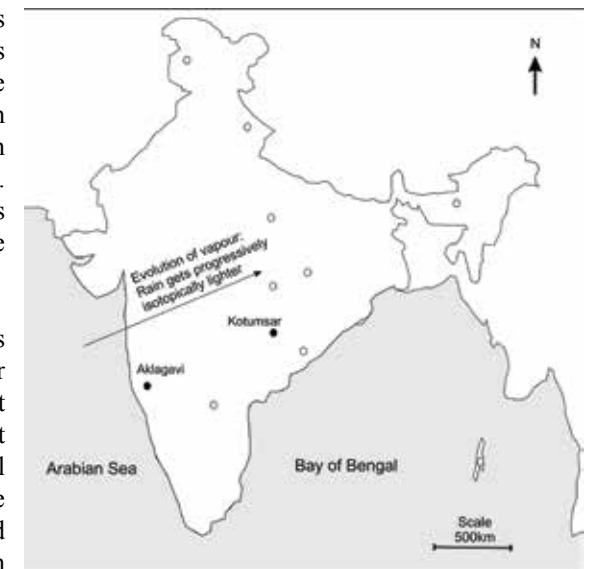 s
s
e
n
n
.
s
e
s
r
t
t
l
e
d
n
N
Evolution of vapour:
Rain gets progressively
isotopically lighter
Kotumsar
Aklagavi
Arabian Sea
Bay of Bengal
Scale
500km